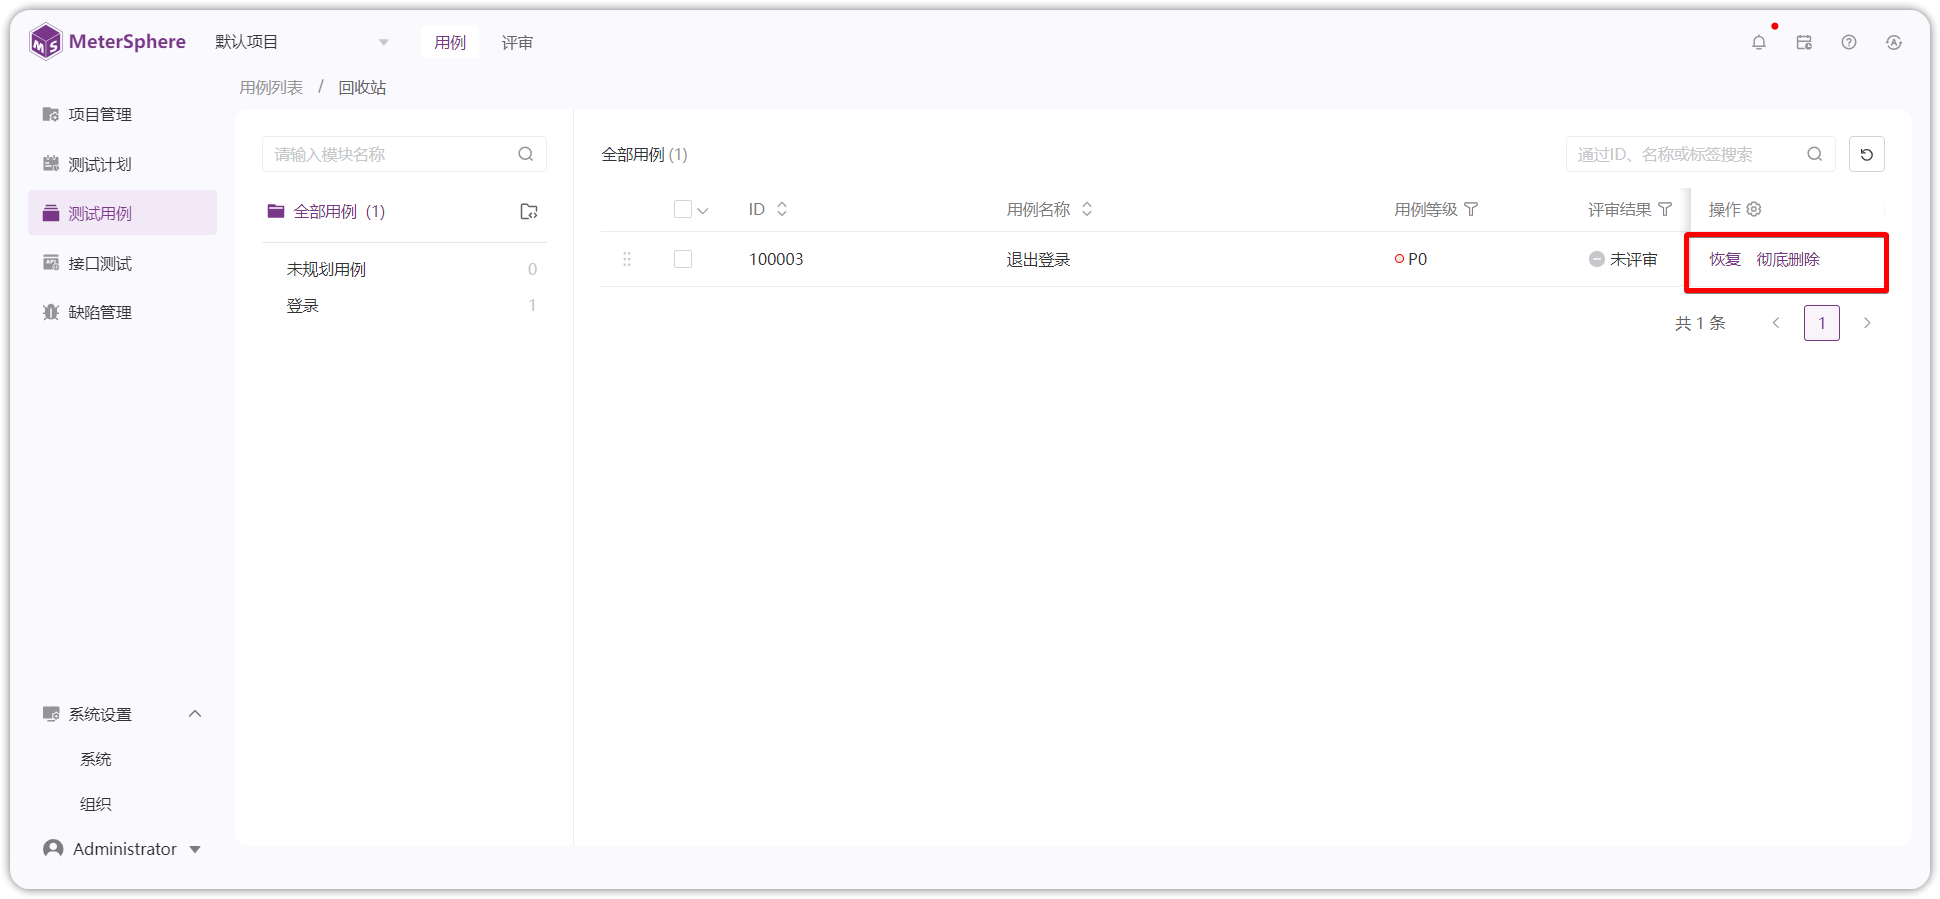 MeterSphere
默认项目
用例
评审
用例列表 / 回收站
项目管理
测试计划
测试用例
接口测试
缺陷管理
系统设置
系统
组织
Administrator
请输入模块名称
全部用例 (1)
未规划用例 0
登录 1
全部用例 (1)
通过ID、名称或标签搜索
ID 用例名称 用例等级 评审结果 操作
100003 退出登录 P0 未评审 恢复 彻底删除
共 1 条 1